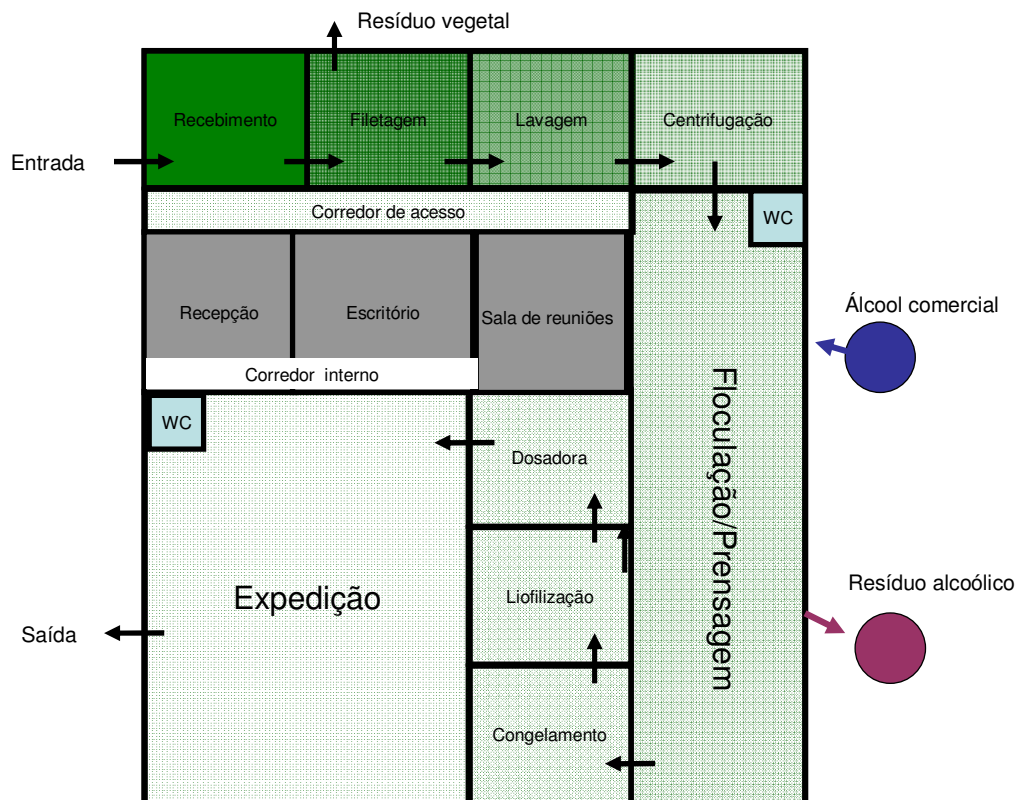 Resíduo vegetal
Recebimento
Filetagem
Lavagem
Centrifugação
Entrada
Corredor de acesso
WC
Recepção
Escritório
Sala de reuniões
Álcool comercial
Corredor interno
WC
Dosadora
Floculação/Prensagem
Expedição
Liofilização
Resíduo alcoólico
Saída
Congelamento